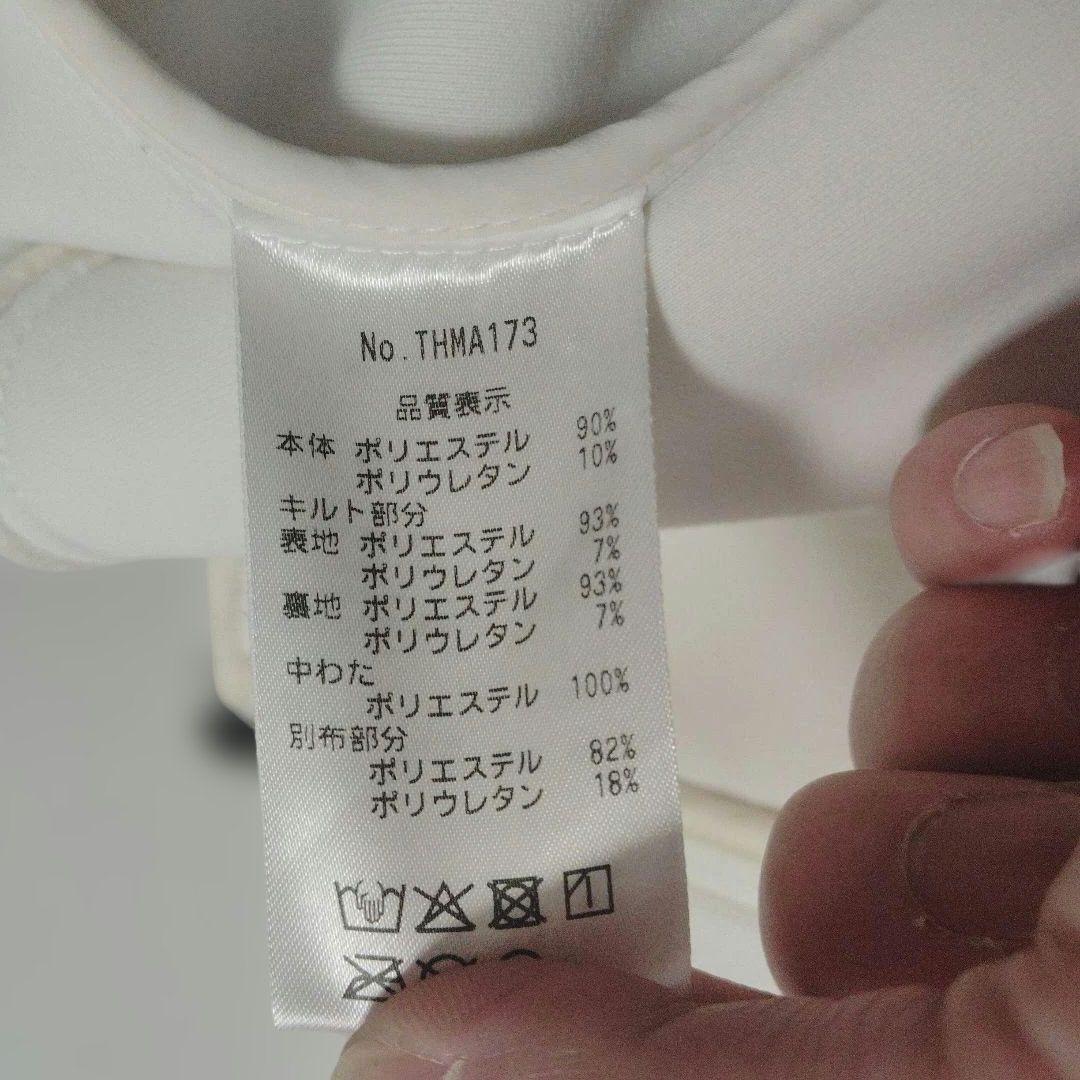 No.THMA173
品質表示
本体 ポリエステル 90%
ポリウレタン 10%
キルト部分
表地 ポリエステル 93%
ポリウレタン 7%
裏地 ポリエステル 93%
ポリウレタン 7%
中わた
ポリエステル 100%
別布部分
ポリエステル 82%
ポリウレタン 18%